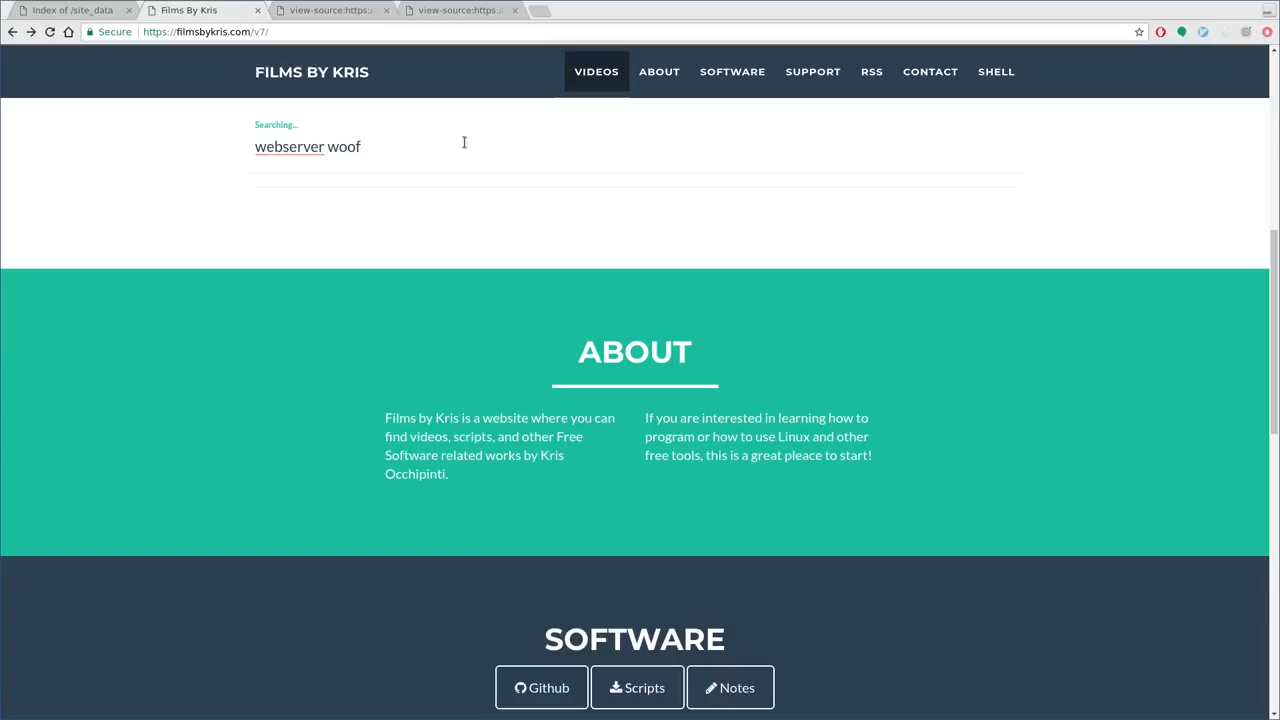 Index of /site_data
Films By Kris
view-source:https:/
view-source:https:/
Secure
https://filmsbykris.com/v7/
FILMS BY KRIS
VIDEOS
ABOUT
SOFTWARE
SUPPORT
RSS
CONTACT
SHELL
Searching...
webserver woof
ABOUT
Films by Kris is a website where you can
find videos, scripts, and other Free
Software related works by Kris
Occhipinti.
If you are interested in learning how to
program or how to use Linux and other
free tools, this is a great pleace to start!
SOFTWARE
Github
Scripts
Notes